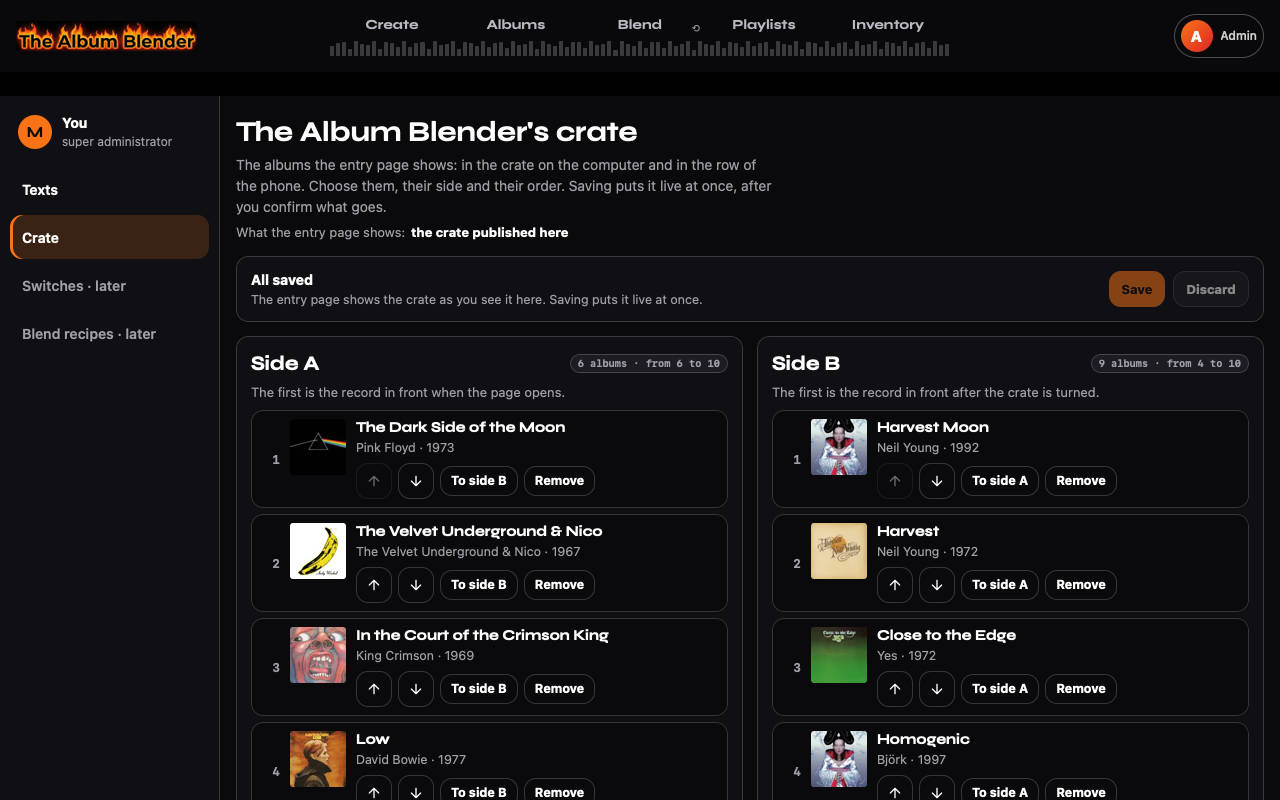 The Album Blender
Create
Albums
Blend
Playlists
Inventory
A
Admin
M
You
super administrator
Texts
Crate
Switches · later
Blend recipes · later
The Album Blender's crate
The albums the entry page shows: in the crate on the computer and in the row of
the phone. Choose them, their side and their order. Saving puts it live at once, after
you confirm what goes.
What the entry page shows: the crate published here
All saved
The entry page shows the crate as you see it here. Saving puts it live at once.
Save
Discard
Side A
6 albums · from 6 to 10
The first is the record in front when the page opens.
1
The Dark Side of the Moon
Pink Floyd · 1973
↑ ↓ To side B Remove
2
The Velvet Underground & Nico
The Velvet Underground & Nico · 1967
↑ ↓ To side B Remove
3
In the Court of the Crimson King
King Crimson · 1969
↑ ↓ To side B Remove
4
Low
David Bowie · 1977
↑ ↓ To side B Remove
Side B
9 albums · from 4 to 10
The first is the record in front after the crate is turned.
1
Harvest Moon
Neil Young · 1992
↑ ↓ To side A Remove
2
Harvest
Neil Young · 1972
↑ ↓ To side A Remove
3
Close to the Edge
Yes · 1972
↑ ↓ To side A Remove
4
Homogenic
Björk · 1997
↑ ↓ To side A Remove